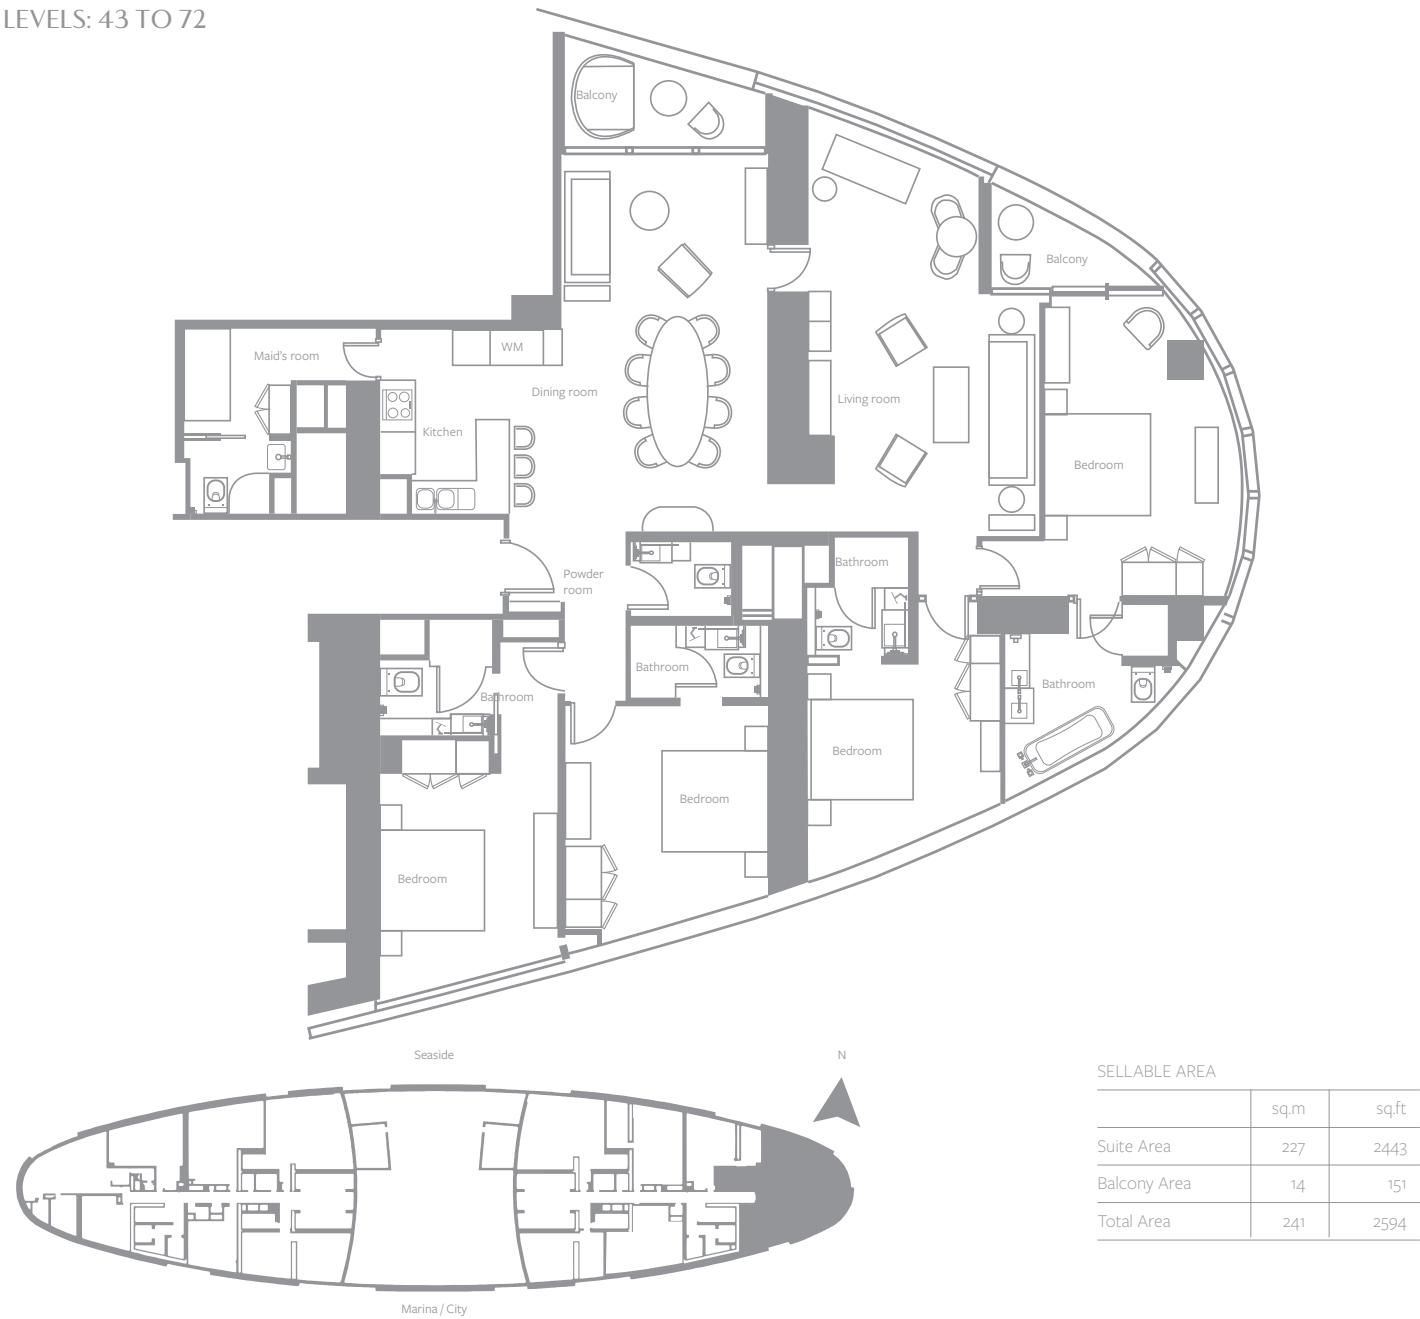 LEVELS: 43 TO 72
Balcony
Balcony
Maid's room
WM
Dining room
Living room
Kitchen
Bedroom
Powder
room
Bathroom
Bathroom
Bathroom
Bathroom
Bedroom
Bedroom
Bedroom
Seaside
N
SELLABLE AREA
sq.m sq.ft
Suite Area 227 2443
Balcony Area 14 151
Total Area 241 2594
Marina / City